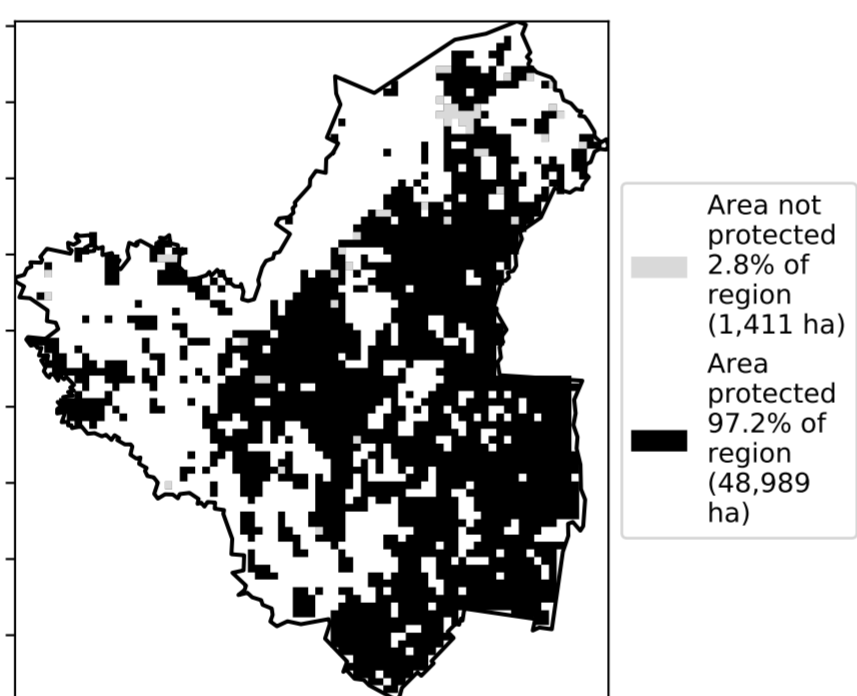 Area not
protected
2.8% of
region
(1,411 ha)
Area
protected
97.2% of
region
(48,989
ha)